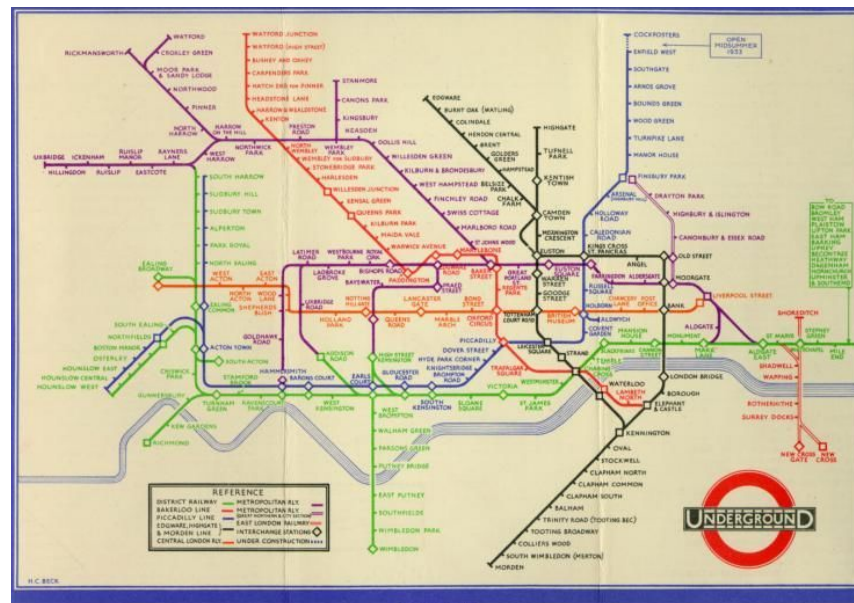 WATFORD
RICKMANSWORTH
CROXLEY GREEN
MOOR PARK
& SANDY LODGE
NORTHWOOD
PINNER
NORTH
HARROW
HARROW
ON THE HILL
NORTHWICK
PARK
PRESTON
ROAD
WEMBLEY
PARK
WEST
HARROW
RAYNERS
LANE
EASTCOTE
RUISLIP
MANOR
RUISLIP
ICKENHAM
HILLINGDON
UXBRIDGE
WATFORD JUNCTION
WATFORD (HIGH STREET)
BUSHEY AND OXHEY
CARPENDERS PARK
HATCH END FOR PINNER
HEADSTONE LANE
HARROW & WEALDSTONE
KENTON
NORTH
WEMBLEY
WEMBLEY FOR SUDBURY
STONEBRIDGE PARK
HARLESDEN
WILLESDEN JUNCTION
KENSAL GREEN
QUEENS PARK
KILBURN PARK
MAIDA VALE
WARWICK AVENUE
PADDINGTON
STANMORE
CANONS PARK
KINGSBURY
NEASDEN
DOLLIS HILL
WILLESDEN GREEN
KILBURN & BRONDESBURY
WEST HAMPSTEAD
FINCHLEY ROAD
SWISS COTTAGE
MARLBORO ROAD
ST JOHNS WOOD
EDGWARE
BURNT OAK (WATLING)
COLINDALE
HENDON CENTRAL
BRENT
GOLDERS
GREEN
HAMPSTEAD
BELSIZE
PARK
CHALK
FARM
HIGHGATE
TUFNELL
PARK
KENTISH
TOWN
CAMDEN
TOWN
MORNINGTON
CRESCENT
EUSTON
COCKFOSTERS
ENFIELD WEST
SOUTHGATE
ARNOS GROVE
BOUNDS GREEN
WOOD GREEN
TURNPIKE LANE
MANOR HOUSE
OPEN
MIDSUMMER
1933
FINSBURY PARK
ARSENAL
(HIGHBURY HILL)
DRAYTON PARK
HOLLOWAY
ROAD
HIGHBURY & ISLINGTON
CALEDONIAN
ROAD
CANONBURY & ESSEX ROAD
KINGS CROSS
ST. PANCRAS
ANGEL
OLD STREET
MOORGATE
BANK
LIVERPOOL STREET
TO
BOW ROAD
BROMLEY
WEST HAM
PLAISTOW
UPTON PARK
EAST HAM
BARKING
UPNEY
BECONTREE
HEATHWAY
DAGENHAM
HORNCHURCH
UPMINSTER
& SOUTHEND
SOUTH HARROW
SUDBURY HILL
SUDBURY TOWN
ALPERTON
PARK ROYAL
NORTH EALING
EALING
BROADWAY
WEST
ACTON
EAST
ACTON
NORTH
ACTON
WOOD
LANE
SHEPHERDS
BUSH
EALING
COMMON
LATIMER
ROAD
LADBROKE
GROVE
WESTBOURNE
PARK
ROYAL
OAK
BISHOPS ROAD
BAYSWATER
UXBRIDGE
ROAD
HOLLAND
PARK
NOTTING
HILL GATE
QUEENS
ROAD
LANCASTER
GATE
MARBLE
ARCH
BOND
STREET
OXFORD
CIRCUS
PRAED
STREET
MARYLEBONE
BAKER
STREET
GREAT
PORTLAND
ST
REGENTS
PARK
WARREN
STREET
GOODGE
STREET
TOTTENHAM
COURT ROAD
EUSTON
SQUARE
FARRINGDON
ALDERSGATE
RUSSELL
SQUARE
HOLBORN
CHANCERY
LANE
POST
OFFICE
BRITISH
MUSEUM
ALDWYCH
COVENT
GARDEN
LEICESTER
SQUARE
PICCADILLY
DOVER STREET
HYDE PARK CORNER
KNIGHTSBRIDGE
BROMPTON
ROAD
TRAFALGAR
SQUARE
STRAND
CHARING
CROSS
TEMPLE
BLACKFRIARS
MANSION
HOUSE
CANNON
STREET
MONUMENT
MARK
LANE
ALDGATE
ALDGATE
EAST
ST MARYS
STEPNEY
GREEN
MILE
END
SHOREDITCH
SHADWELL
WAPPING
ROTHERHITHE
SURREY DOCKS
NEW CROSS
GATE
NEW
CROSS
GOLDHAWK
ROAD
HAMMERSMITH
ADDISON
ROAD
HIGH STREET
KENSINGTON
BARONS COURT
EARLS
COURT
GLOUCESTER
ROAD
SOUTH
KENSINGTON
SLOANE
SQUARE
VICTORIA
ST JAMES
PARK
WESTMINSTER
SOUTH EALING
NORTHFIELDS
BOSTON MANOR
OSTERLEY
HOUNSLOW EAST
HOUNSLOW CENTRAL
HOUNSLOW WEST
ACTON TOWN
SOUTH ACTON
CHISWICK
PARK
STAMFORD
BROOK
TURNHAM
GREEN
RAVENSCOURT
PARK
WEST
KENSINGTON
GUNNERSBURY
KEW GARDENS
RICHMOND
WEST
BROMPTON
WALHAM GREEN
PARSONS GREEN
PUTNEY BRIDGE
EAST PUTNEY
SOUTHFIELDS
WIMBLEDON PARK
WIMBLEDON
WATERLOO
LAMBETH
NORTH
LONDON BRIDGE
BOROUGH
ELEPHANT
& CASTLE
KENNINGTON
OVAL
STOCKWELL
CLAPHAM NORTH
CLAPHAM COMMON
CLAPHAM SOUTH
BALHAM
TRINITY ROAD (TOOTING BEC)
TOOTING BROADWAY
COLLIERS WOOD
SOUTH WIMBLEDON (MERTON)
MORDEN
REFERENCE
DISTRICT RAILWAY
BAKERLOO LINE
PICCADILLY LINE
EDGWARE, HIGHGATE
& MORDEN LINE
CENTRAL LONDON RLY.
METROPOLITAN RLY.
METROPOLITAN RLY.
(GREAT NORTHERN & CITY SECTION)
EAST LONDON RAILWAY
INTERCHANGE STATIONS
UNDER CONSTRUCTION
UNDERGROUND
H.C. BECK